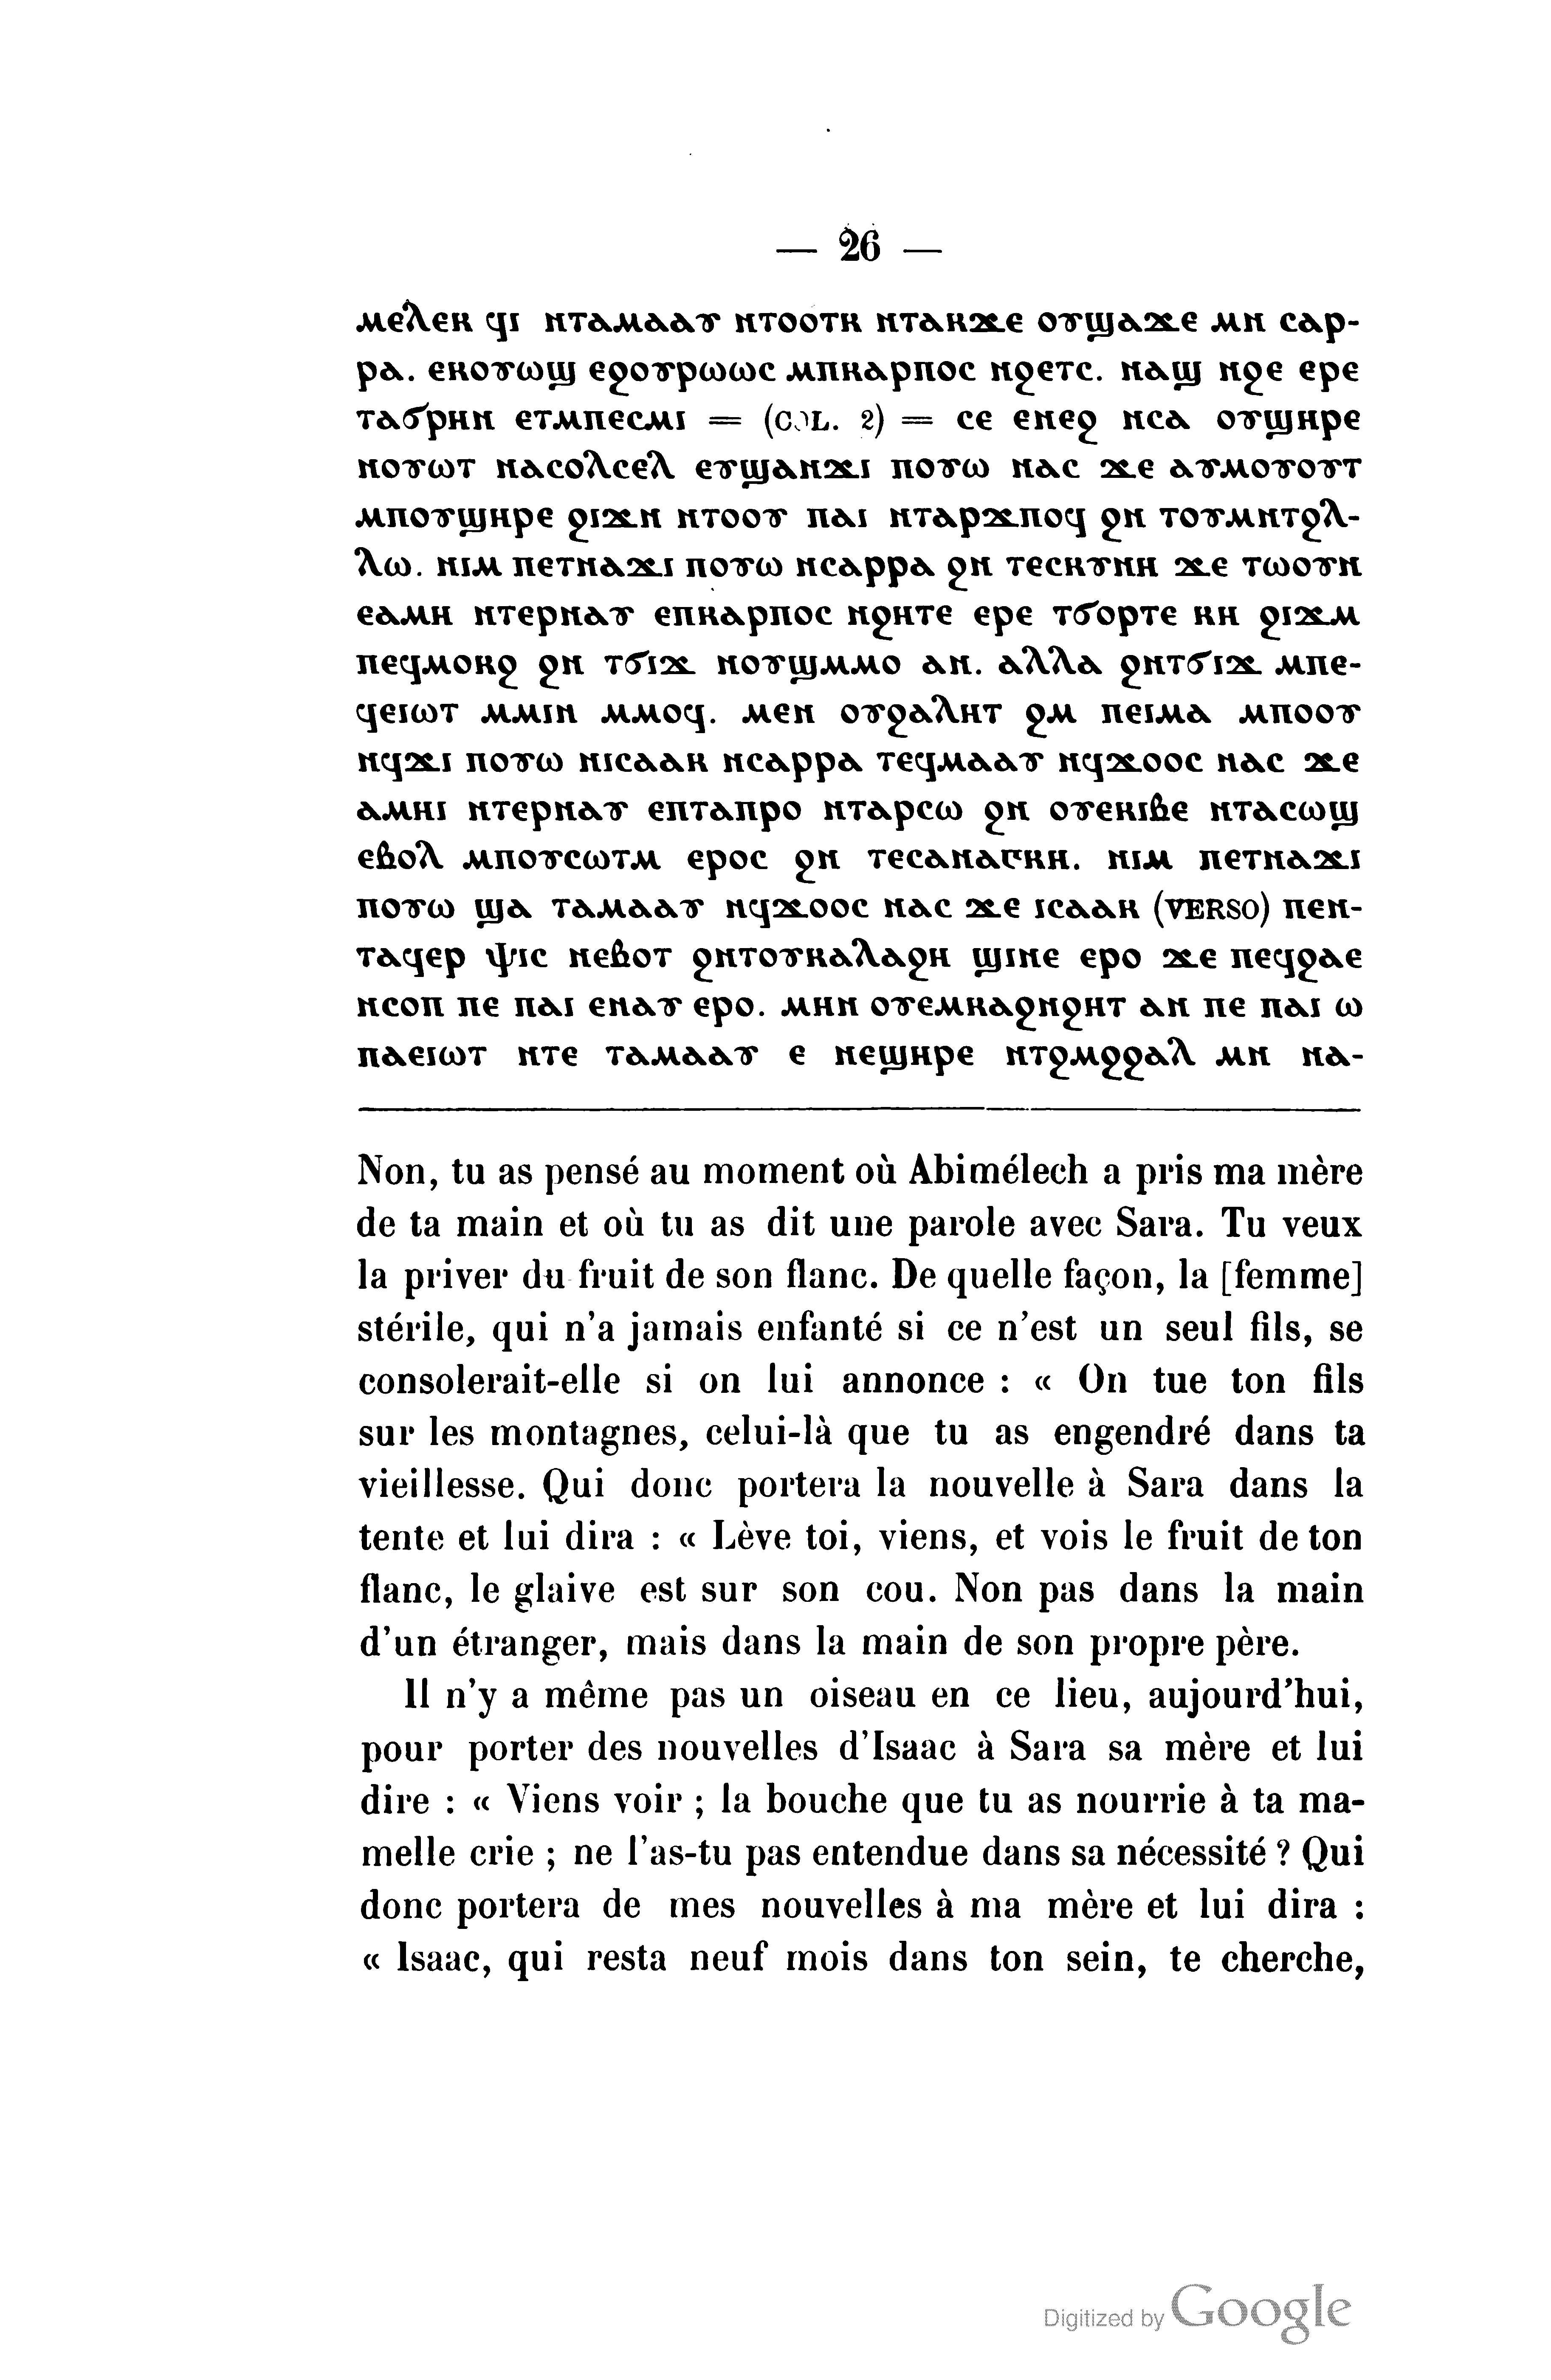 — 26 —
ⲙⲉⲗⲉⲕ ϥⲓ ⲛⲧⲁⲙⲁⲁⲩ ⲛⲧⲟⲟⲧⲕ ⲛⲧⲁⲕϫⲉ ⲟⲩϣⲁϫⲉ ⲙⲛ ⲥⲁⲣ-
ⲣⲁ. ⲉⲕⲟⲩⲱϣ ⲉϩⲟⲩⲣⲱⲱⲥ ⲙⲡⲕⲁⲣⲡⲟⲥ ⲛϩⲉⲧⲥ. ⲛⲁϣ ⲛϩⲉ ⲉⲣⲉ
ⲧⲁϭⲣⲏⲛ ⲉⲧⲙⲡⲉⲥⲙⲓ = (COL. 2) = ⲥⲉ ⲉⲛⲉϩ ⲛⲥⲁ ⲟⲩϣⲏⲣⲉ
ⲛⲟⲩⲱⲧ ⲛⲁⲥⲟⲗⲥⲉⲗ ⲉⲩϣⲁⲛϫⲓ ⲡⲟⲩⲱ ⲛⲁⲥ ϫⲉ ⲁⲩⲙⲟⲩⲟⲩⲧ
ⲙⲡⲟⲩϣⲏⲣⲉ ϩⲓϫⲛ ⲛⲧⲟⲟⲩ ⲡⲁⲓ ⲛⲧⲁⲣϫⲡⲟϥ ϩⲛ ⲧⲟⲩⲙⲛⲧϩⲗ-
ⲗⲱ. ⲛⲓⲙ ⲡⲉⲧⲛⲁϫⲓ ⲡⲟⲩⲱ ⲛⲥⲁⲣⲣⲁ ϩⲛ ⲧⲉⲥⲕⲩⲛⲏ ϫⲉ ⲧⲱⲟⲩⲛ
ⲉⲁⲙⲏ ⲛⲧⲉⲣⲛⲁⲩ ⲉⲡⲕⲁⲣⲡⲟⲥ ⲛϩⲏⲧⲉ ⲉⲣⲉ ⲧϭⲟⲣⲧⲉ ⲕⲏ ϩⲓϫⲙ
ⲡⲉϥⲙⲟⲕϩ ϩⲛ ⲧϭⲓϫ ⲛⲟⲩϣⲙⲙⲟ ⲁⲛ. ⲁⲗⲗⲁ ϩⲛⲧϭⲓϫ ⲙⲡⲉ-
ϥⲉⲓⲱⲧ ⲙⲙⲓⲛ ⲙⲙⲟϥ. ⲙⲉⲛ ⲟⲩϩⲁⲗⲏⲧ ϩⲙ ⲡⲉⲓⲙⲁ ⲙⲡⲟⲟⲩ
ⲛϥϫⲓ ⲡⲟⲩⲱ ⲛⲓⲥⲁⲁⲕ ⲛⲥⲁⲣⲣⲁ ⲧⲉϥⲙⲁⲁⲩ ⲛϥϫⲟⲟⲥ ⲛⲁⲥ ϫⲉ
ⲁⲙⲏⲓ ⲛⲧⲉⲣⲛⲁⲩ ⲉⲡⲧⲁⲡⲣⲟ ⲛⲧⲁⲣⲥⲱ ϩⲛ ⲟⲩⲉⲕⲓⲃⲉ ⲛⲧⲁⲥⲱϣ
ⲉⲃⲟⲗ ⲙⲡⲟⲩⲥⲱⲧⲙ ⲉⲣⲟⲥ ϩⲛ ⲧⲉⲥⲁⲛⲁⲅⲕⲏ. ⲛⲓⲙ ⲡⲉⲧⲛⲁϫⲓ
ⲡⲟⲩⲱ ϣⲁ ⲧⲁⲙⲁⲁⲩ ⲛϥϫⲟⲟⲥ ⲛⲁⲥ ϫⲉ ⲓⲥⲁⲁⲕ (VERSO) ⲡⲉⲛ-
ⲧⲁϥⲉⲣ ⲯⲓⲥ ⲛⲉⲃⲟⲧ ϩⲛⲧⲟⲩⲕⲁⲗⲁϩⲏ ϣⲓⲛⲉ ⲉⲣⲟ ϫⲉ ⲡⲉϥϩⲁⲉ
ⲛⲥⲟⲡ ⲡⲉ ⲡⲁⲓ ⲉⲛⲁⲩ ⲉⲣⲟ. ⲙⲏⲛ ⲟⲩⲉⲙⲕⲁϩⲛϩⲏⲧ ⲁⲛ ⲡⲉ ⲡⲁⲓ ⲱ
ⲡⲁⲉⲓⲱⲧ ⲛⲧⲉ ⲧⲁⲙⲁⲁⲩ ⲉ ⲛⲉϣⲏⲣⲉ ⲛⲧϩⲙϩϩⲁⲗ ⲙⲛ ⲛⲁ-
Non, tu as pensé au moment où Abimélech a pris ma mère
de ta main et où tu as dit une parole avec Sara. Tu veux
la priver du fruit de son flanc. De quelle façon, la [femme]
stérile, qui n'a jamais enfanté si ce n'est un seul fils, se
consolerait-elle si on lui annonce : « On tue ton fils
sur les montagnes, celui-là que tu as engendré dans ta
vieillesse. Qui donc portera la nouvelle à Sara dans la
tente et lui dira : « Lève toi, viens, et vois le fruit de ton
flanc, le glaive est sur son cou. Non pas dans la main
d'un étranger, mais dans la main de son propre père.
Il n'y a même pas un oiseau en ce lieu, aujourd'hui,
pour porter des nouvelles d'Isaac à Sara sa mère et lui
dire : « Viens voir ; la bouche que tu as nourrie à ta ma-
melle crie ; ne l'as-tu pas entendue dans sa nécessité ? Qui
donc portera de mes nouvelles à ma mère et lui dira :
« Isaac, qui resta neuf mois dans ton sein, te cherche,
Digitized by Google